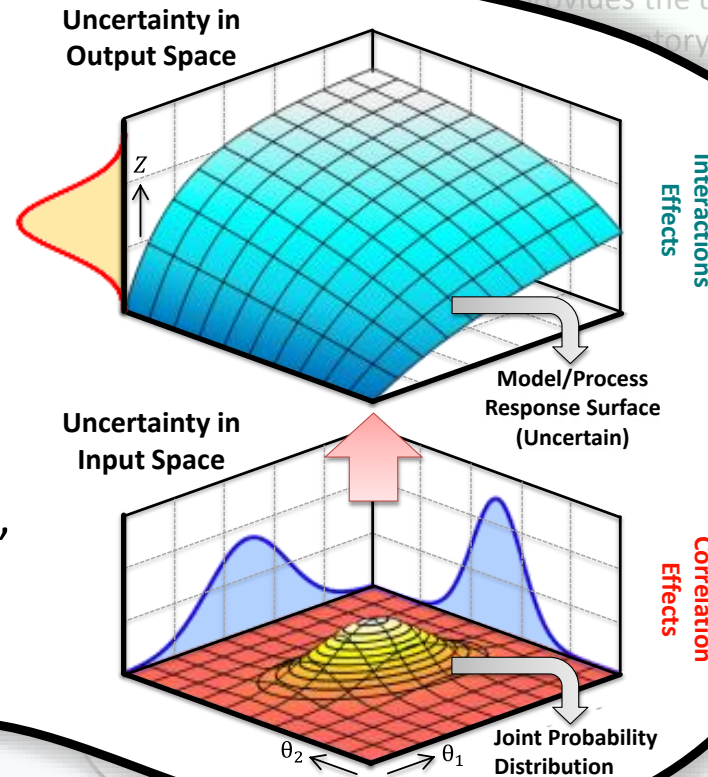 Uncertainty in
Output Space
Z
Interactions
Effects
Model/Process
Response Surface
(Uncertain)
Uncertainty in
Input Space
,
Correlation
Effects
θ2
θ1
Joint Probability
Distribution